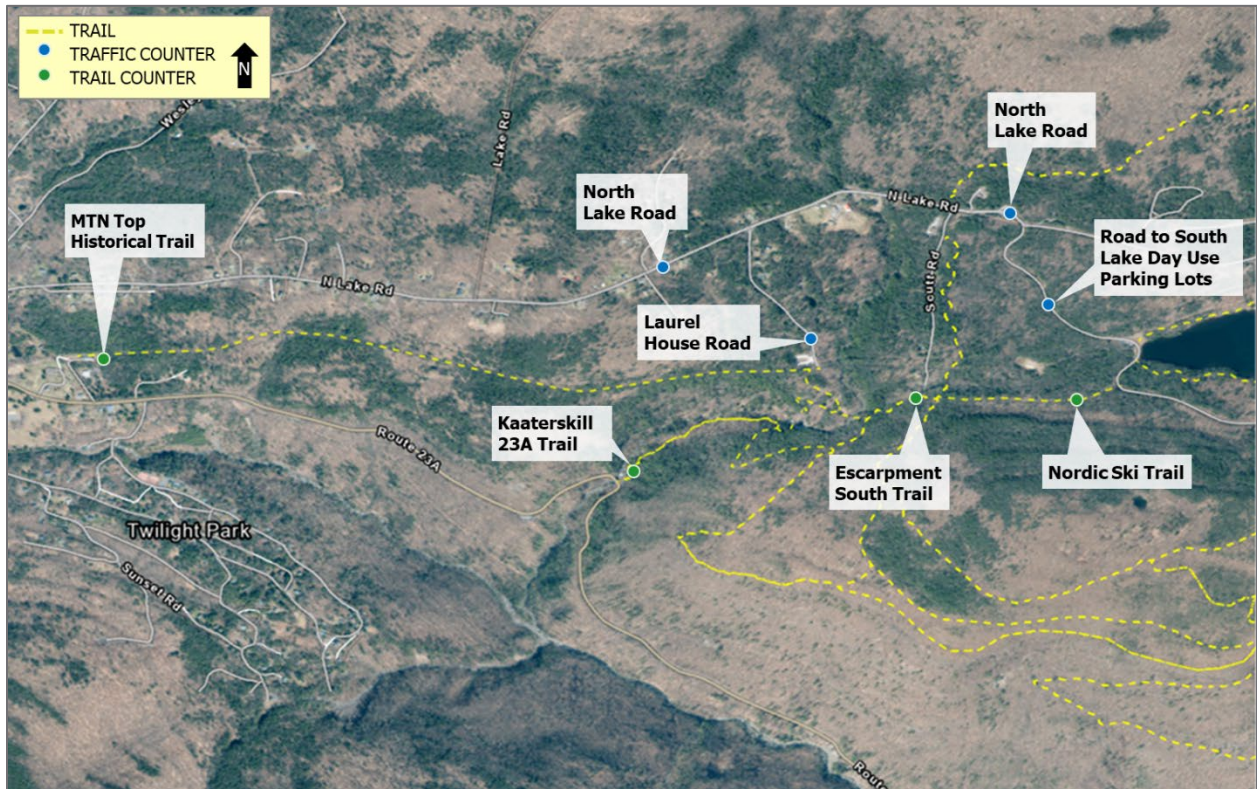 TRAIL
TRAFFIC COUNTER
TRAIL COUNTER
N
Lake Rd
North
Lake Road
N Lake Rd
North
Lake Road
MTN Top
Historical Trail
Road to South
Lake Day Use
Parking Lots
N Lake Rd
Laurel
House Road
Kaaterskill
23A Trail
Route 23A
Escarpment
South Trail
Nordic Ski Trail
Twilight Park
Sunset Rd
Route